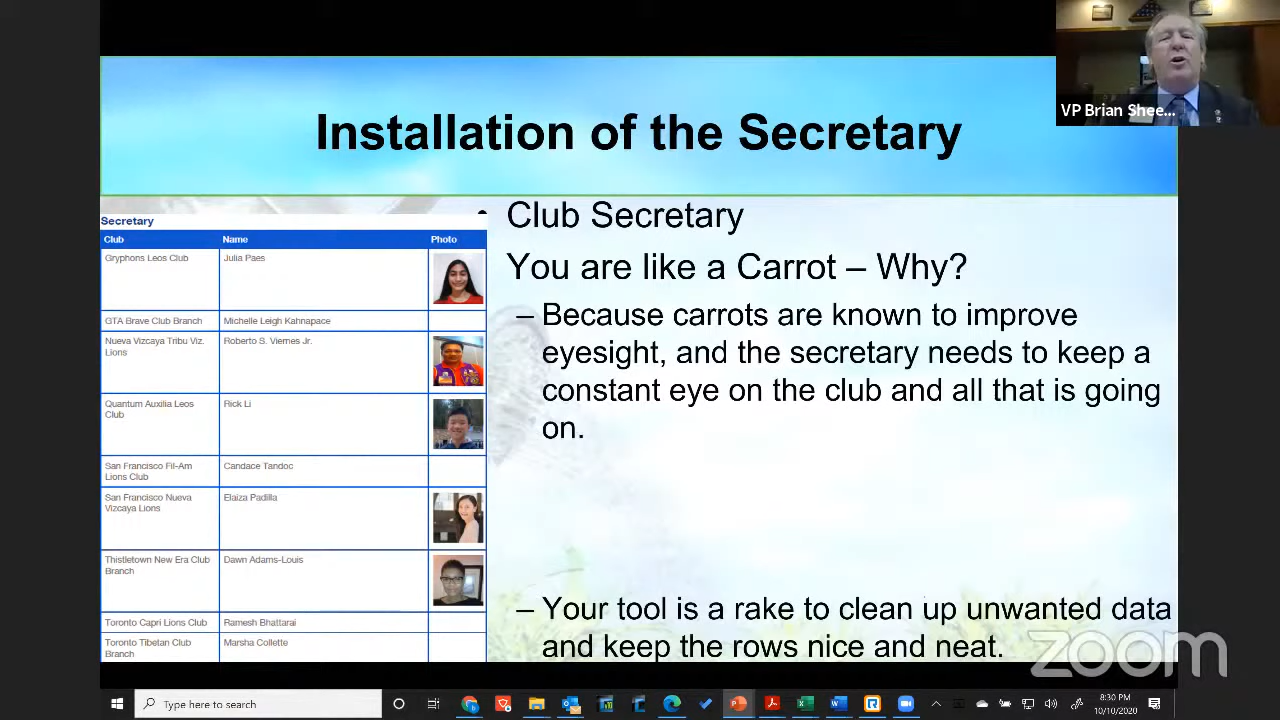 VP Brian Shee...
Installation of the Secretary
Secretary
Club Name Photo
Gryphons Leos Club Julia Paes
GTA Brave Club Branch Michelle Leigh Kahnapace
Nueva Vizcaya Tribu Viz. Roberto S. Viernes Jr.
Lions
Quantum Auxilia Leos Rick Li
Club
San Francisco Fil-Am Candace Tandoc
Lions Club
San Francisco Nueva Elaiza Padilla
Vizcaya Lions
Thistletown New Era Club Dawn Adams-Louis
Branch
Toronto Capri Lions Club Ramesh Bhattarai
Toronto Tibetan Club Marsha Collette
Branch
• Club Secretary
You are like a Carrot – Why?
– Because carrots are known to improve
eyesight, and the secretary needs to keep a
constant eye on the club and all that is going
on.
– Your tool is a rake to clean up unwanted data
and keep the rows nice and neat.
zoom
Type here to search
8:30 PM
10/10/2020